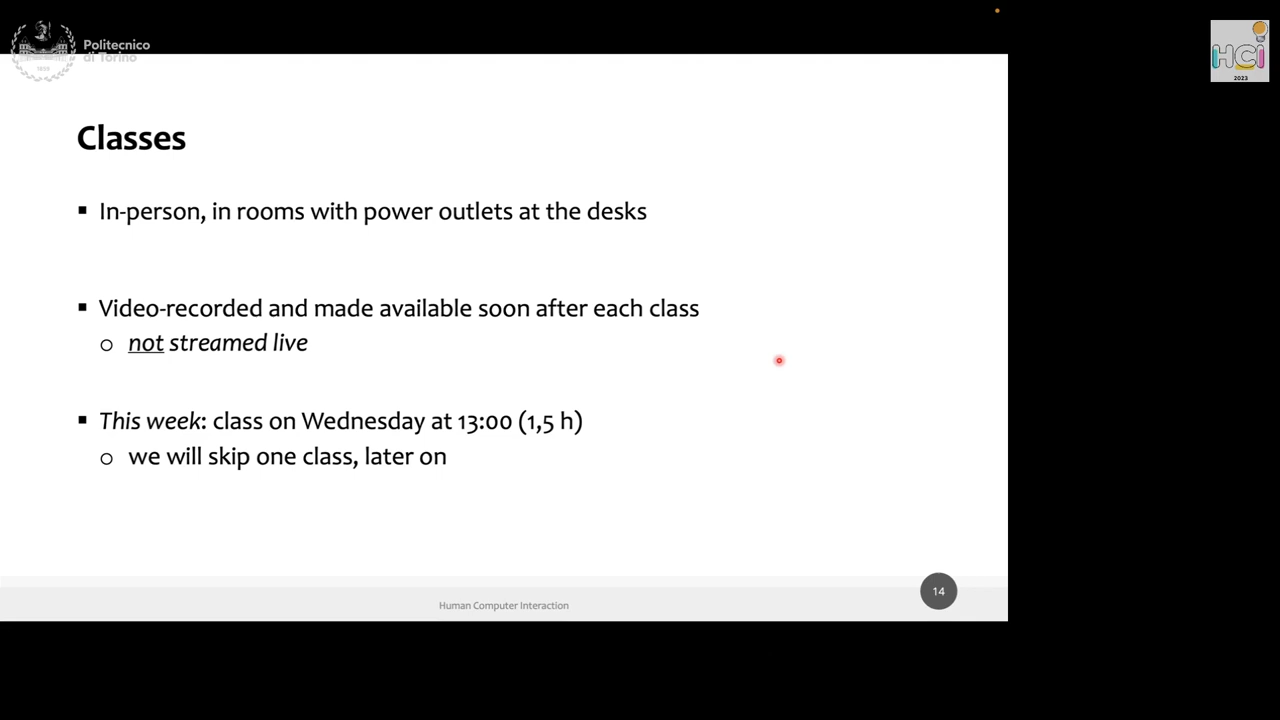 Politecnico
di Torino
1859
HCi
2023
Classes
▪ In-person, in rooms with power outlets at the desks
▪ Video-recorded and made available soon after each class
o not streamed live
▪ This week: class on Wednesday at 13:00 (1,5 h)
o we will skip one class, later on
Human Computer Interaction
14